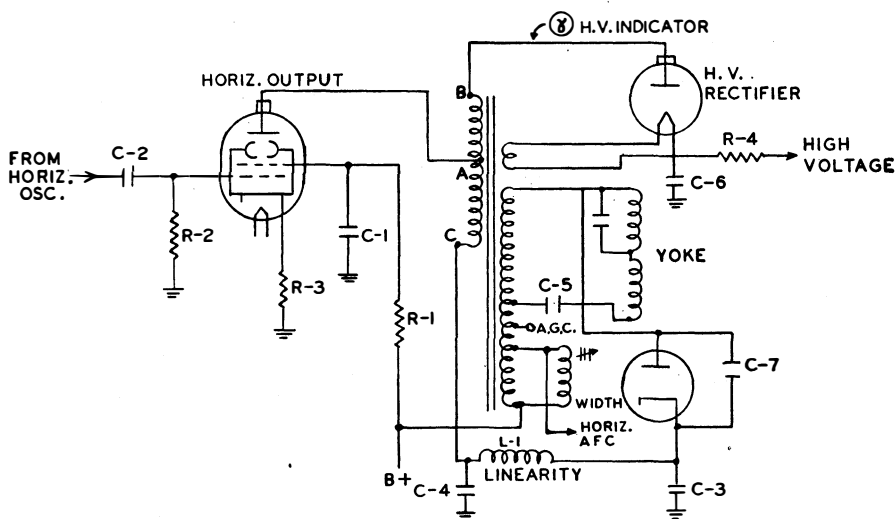 Ⓧ H.V. INDICATOR
HORIZ. OUTPUT
H.V.
RECTIFIER
B
C-2
FROM
HORIZ.
OSC.
R-4
HIGH
VOLTAGE
A
C-6
R-2
C-1
C
YOKE
R-3
C-5
R-1
A.G.C.
C-7
WIDTH
HORIZ.
AFC
L-1
LINEARITY
B+
C-4
C-3